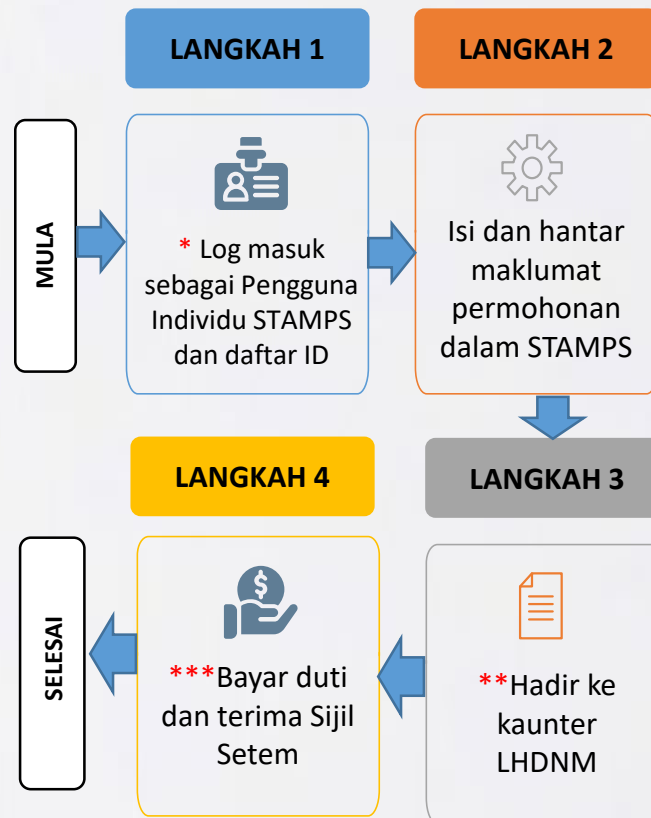 LANGKAH 1
LANGKAH 2
MULA
* Log masuk
sebagai Pengguna
Individu STAMPS
dan daftar ID
Isi dan hantar
maklumat
permohonan
dalam STAMPS
LANGKAH 3
**Hadir ke
kaunter
LHDNM
LANGKAH 4
$
***Bayar duti
dan terima Sijil
Setem
SELESAI